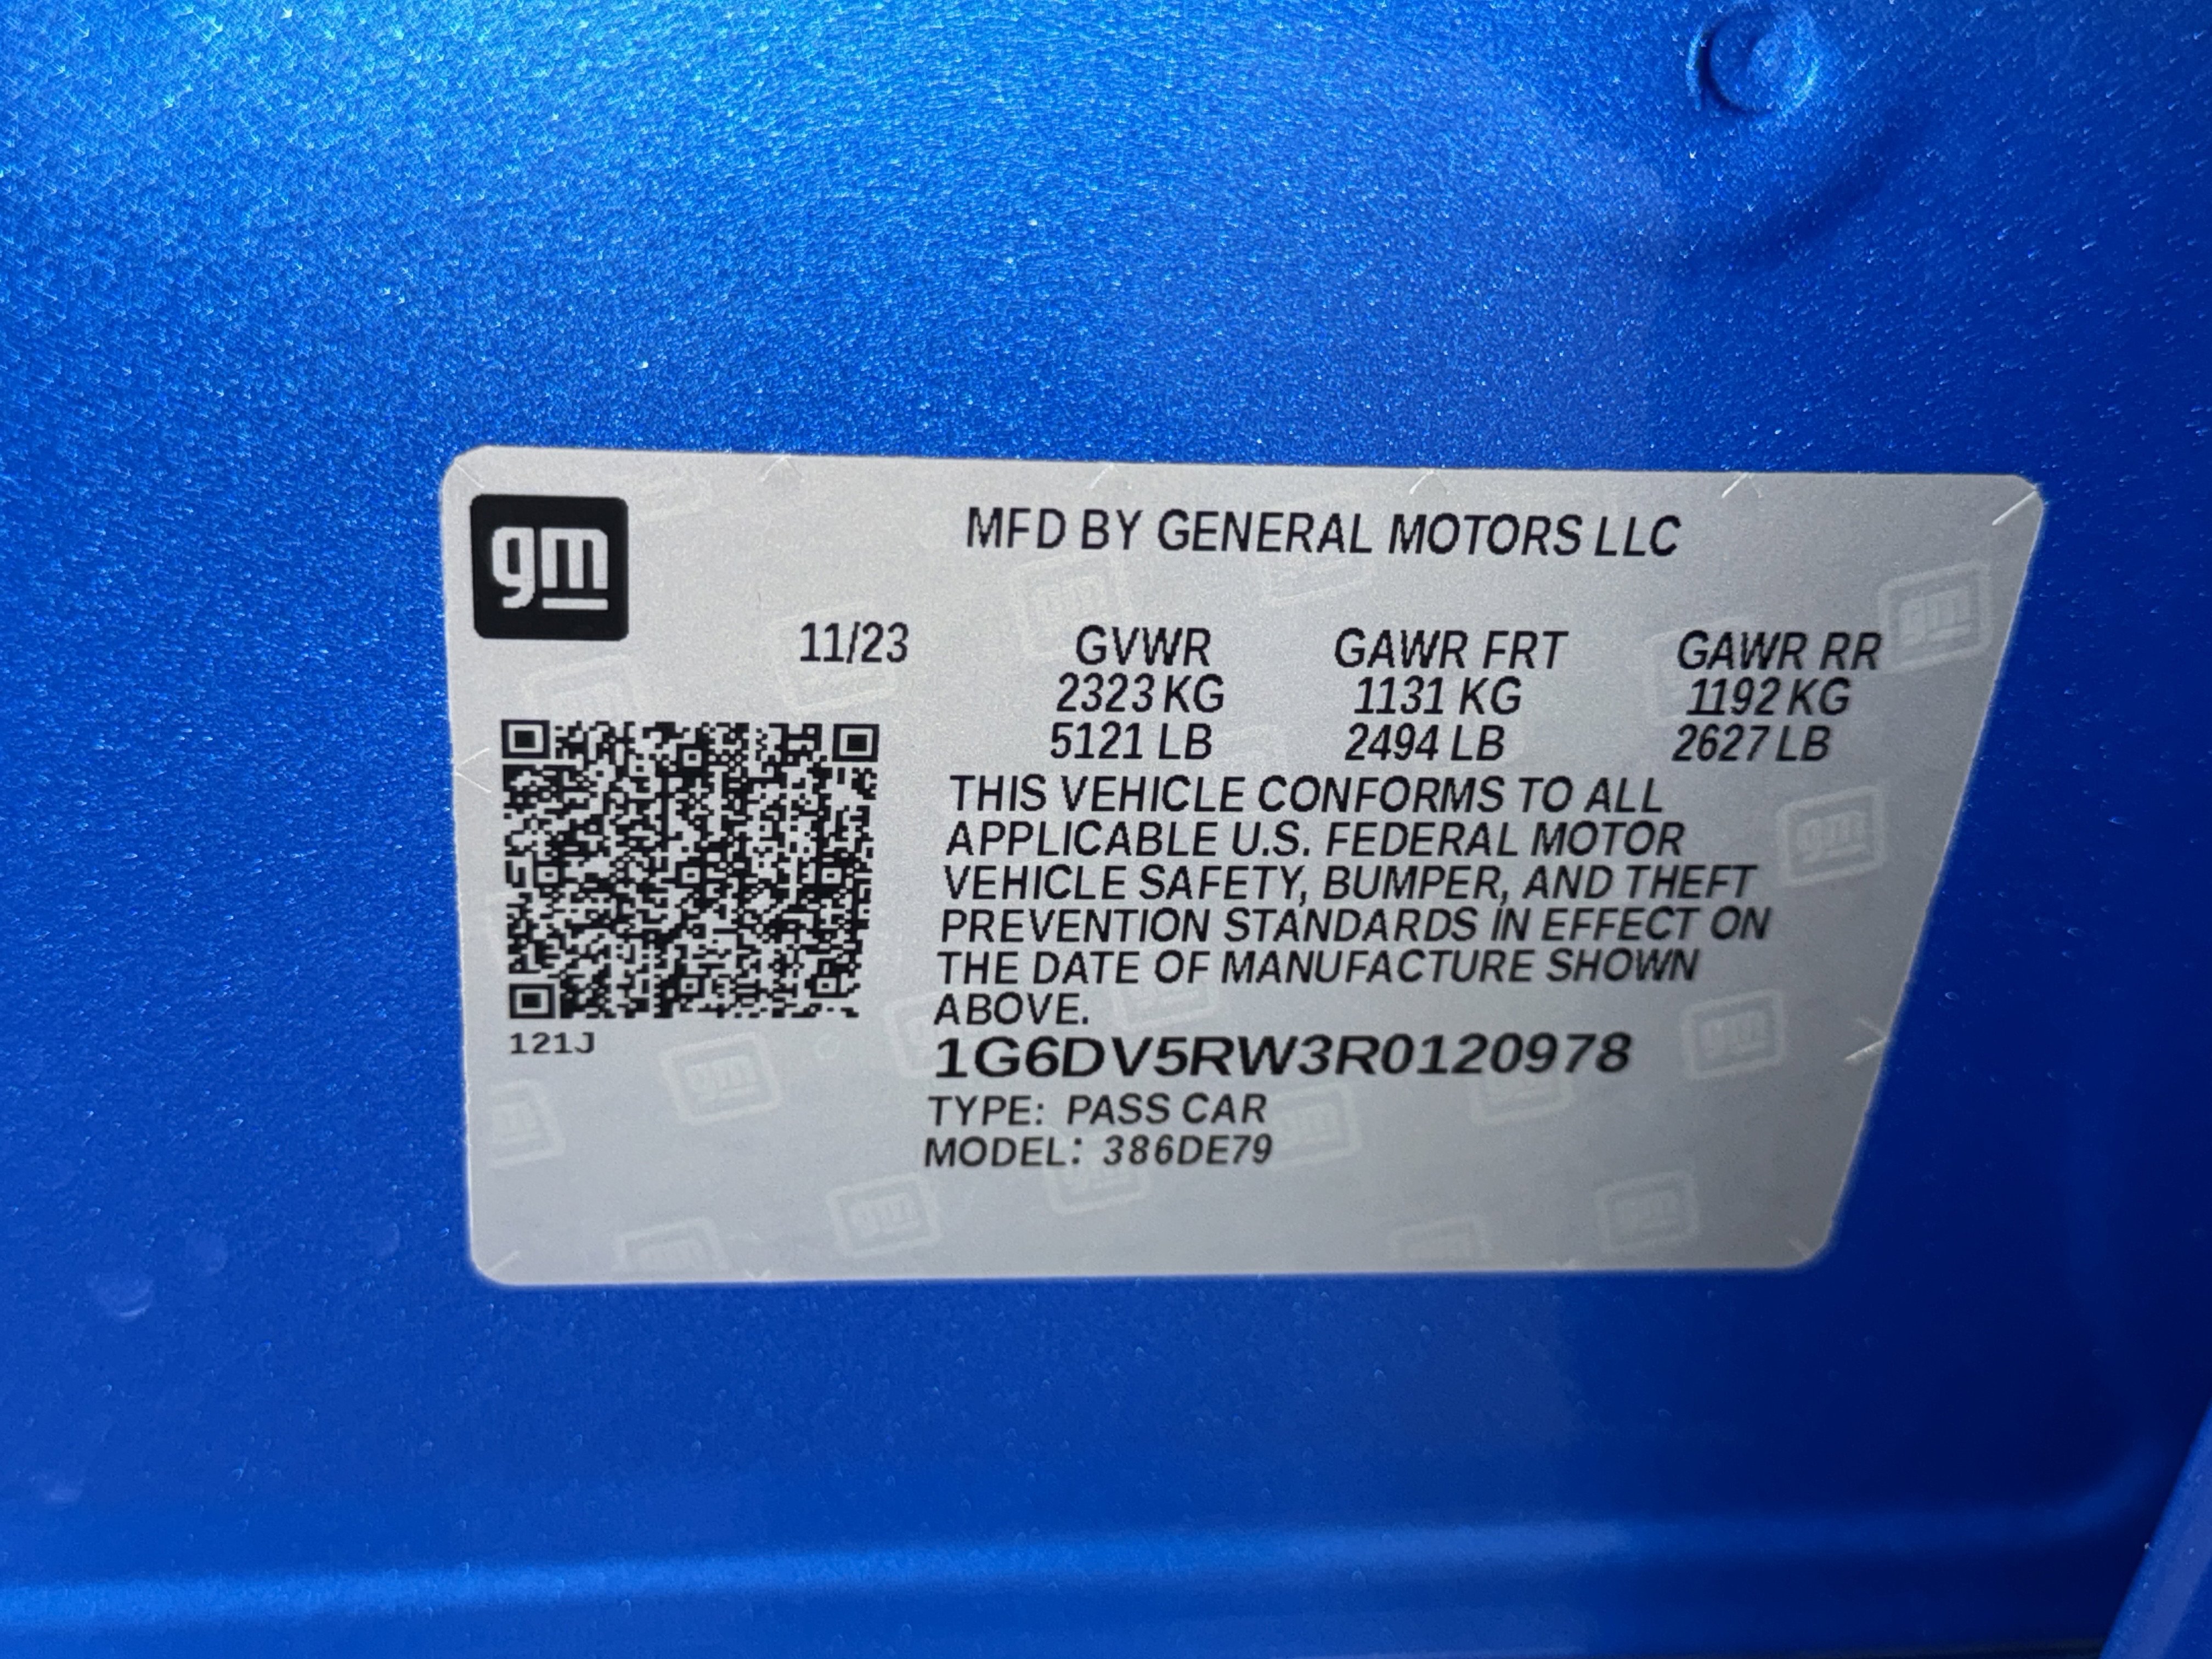 gm
MFD BY GENERAL MOTORS LLC
11/23 GVWR GAWR FRT GAWR RR
2323 KG 1131 KG 1192 KG
5121 LB 2494 LB 2627 LB
THIS VEHICLE CONFORMS TO ALL
APPLICABLE U.S. FEDERAL MOTOR
VEHICLE SAFETY, BUMPER, AND THEFT
PREVENTION STANDARDS IN EFFECT ON
THE DATE OF MANUFACTURE SHOWN
ABOVE.
121J
1G6DV5RW3R0120978
TYPE: PASS CAR
MODEL: 386DE79